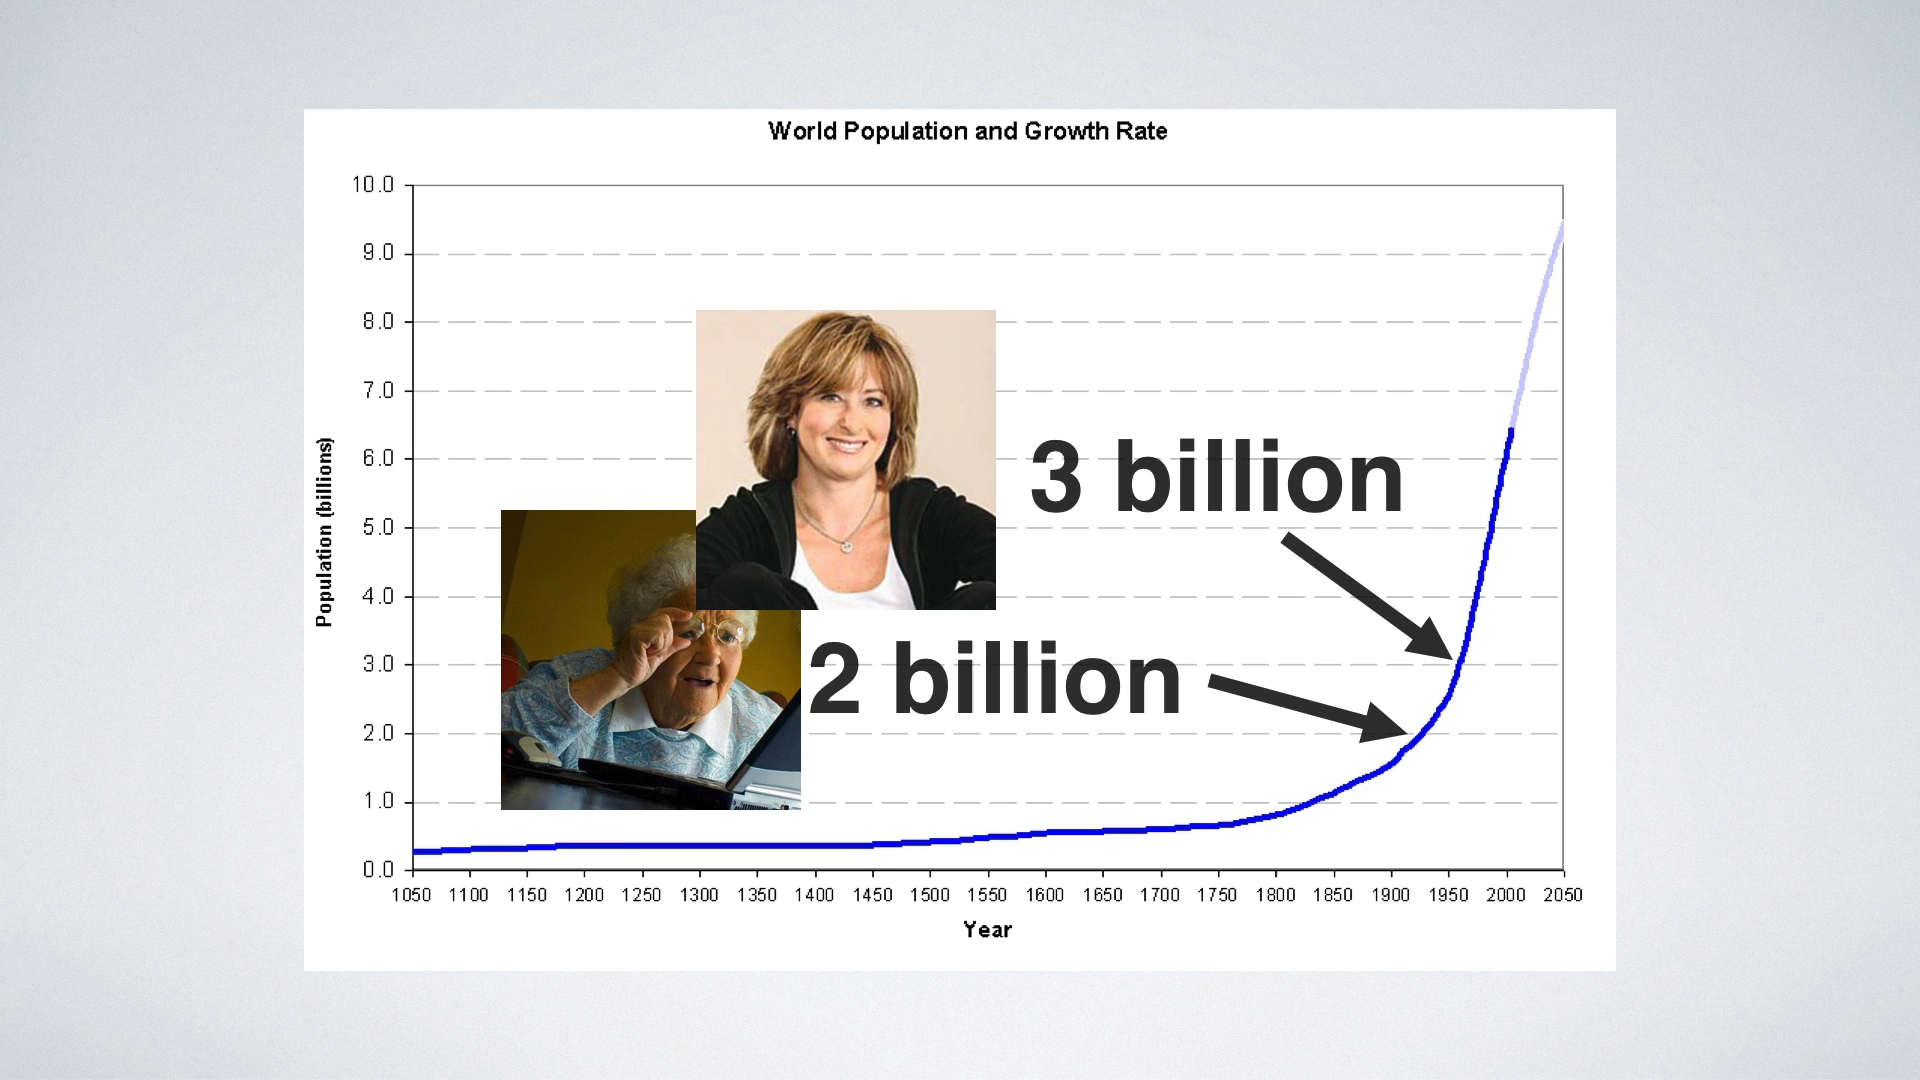 World Population and Growth Rate
10.0
9.0
8.0
7.0
6.0
5.0
4.0
3.0
2.0
1.0
0.0
Population (billions)
3 billion
2 billion
1050 1100 1150 1200 1250 1300 1350 1400 1450 1500 1550 1600 1650 1700 1750 1800 1850 1900 1950 2000 2050
Year